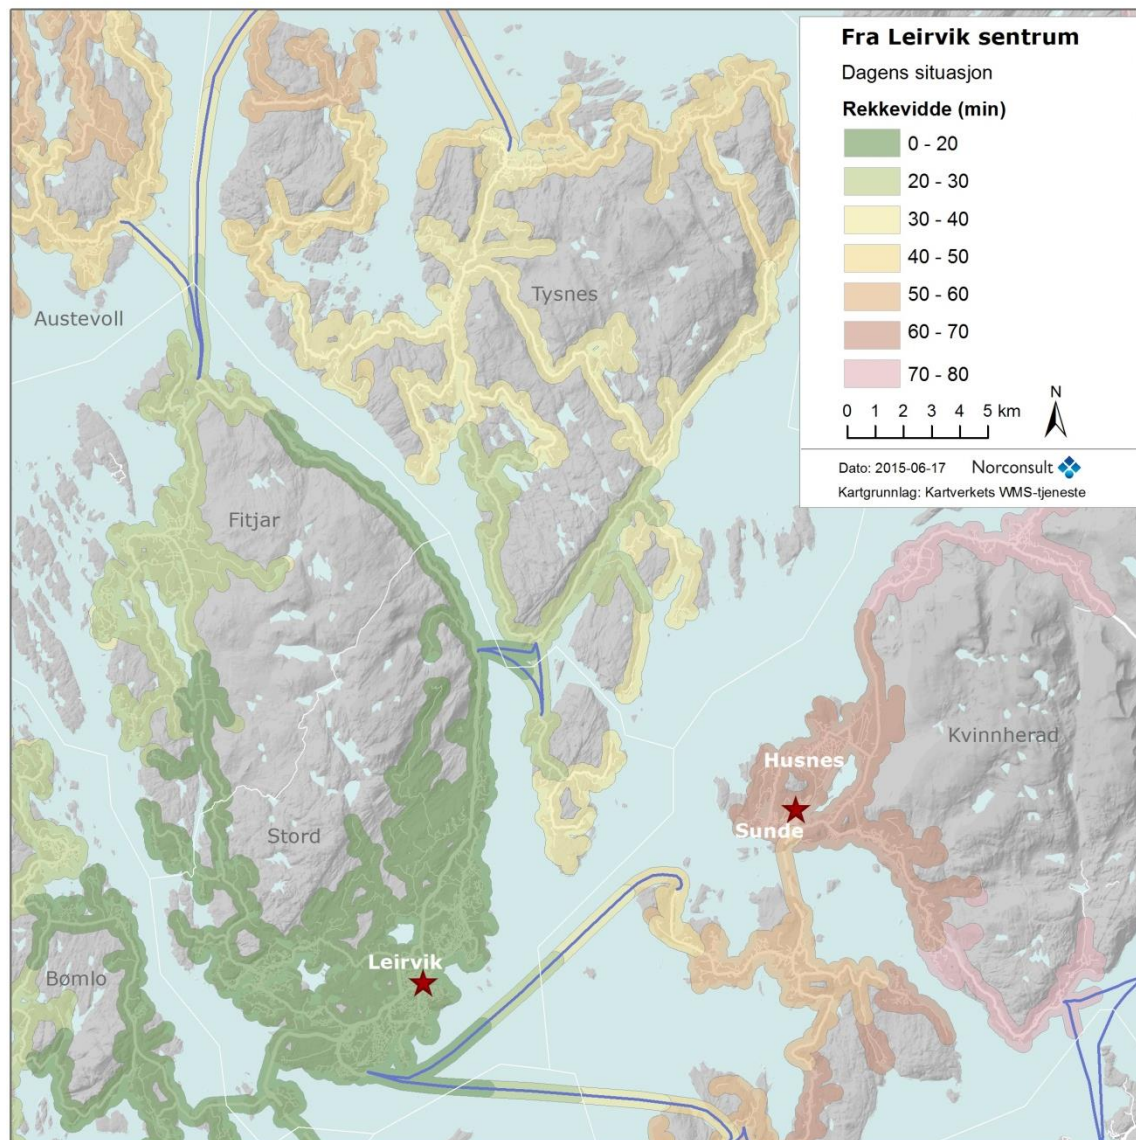 Fra Leirvik sentrum
Dagens situasjon
Rekkevidde (min)
0 - 20
20 - 30
30 - 40
40 - 50
50 - 60
60 - 70
70 - 80
N
0 1 2 3 4 5 km
Dato: 2015-06-17 Norconsult
Kartgrunnlag: Kartverkets WMS-tjeneste
Tysnes
Austevoll
Fitjar
Kvinnherad
Husnes
Sunde
Stord
Leirvik
Bømlo